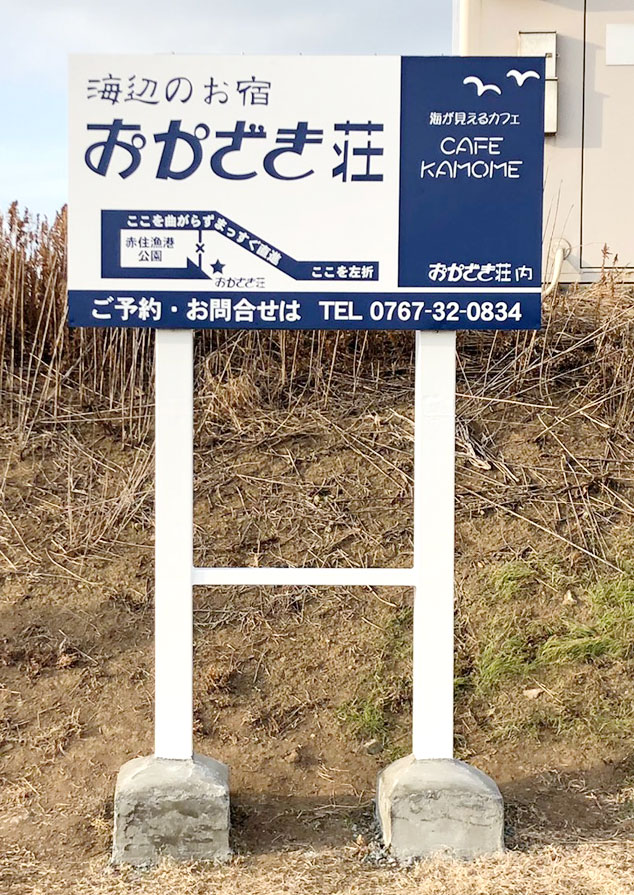 海辺のお宿
おかざき荘
ここを曲がらずまっすぐ直進
赤住漁港
公園
おかざき荘
ここを左折
海が見えるカフェ
CAFE
KAMOME
おかざき荘内
ご予約・お問合せは TEL 0767-32-0834